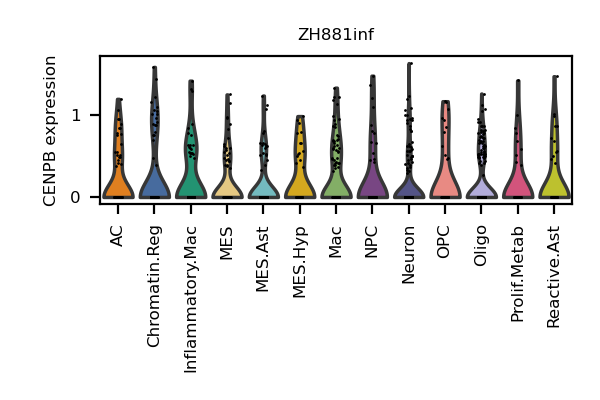 ZH881inf
CENPB expression
1
0
AC
Chromatin.Reg
Inflammatory.Mac
MES
MES.Ast
MES.Hyp
Mac
NPC
Neuron
OPC
Oligo
Prolif.Metab
Reactive.Ast